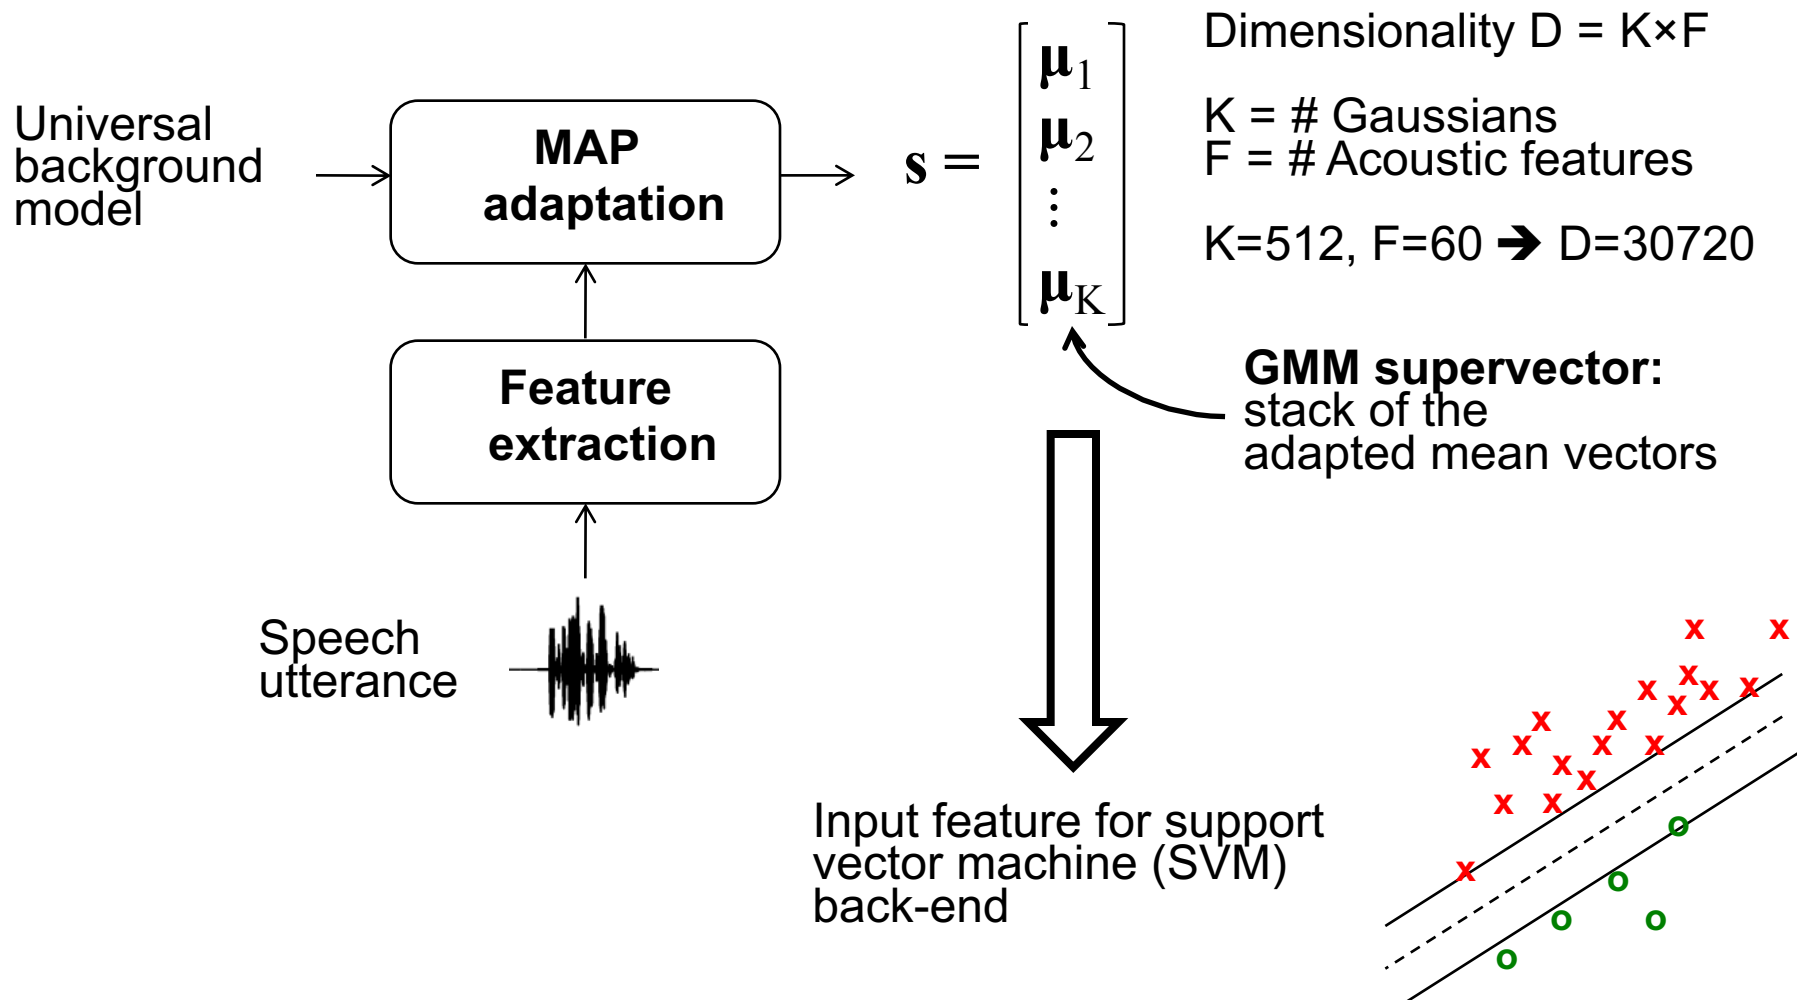 Universal
background
model
MAP
adaptation
s =
μ1
μ2
⋮
μK
Dimensionality D = K×F
K = # Gaussians
F = # Acoustic features
K=512, F=60 ➔ D=30720
Feature
extraction
GMM supervector:
stack of the
adapted mean vectors
Speech
utterance
Input feature for support
vector machine (SVM)
back-end